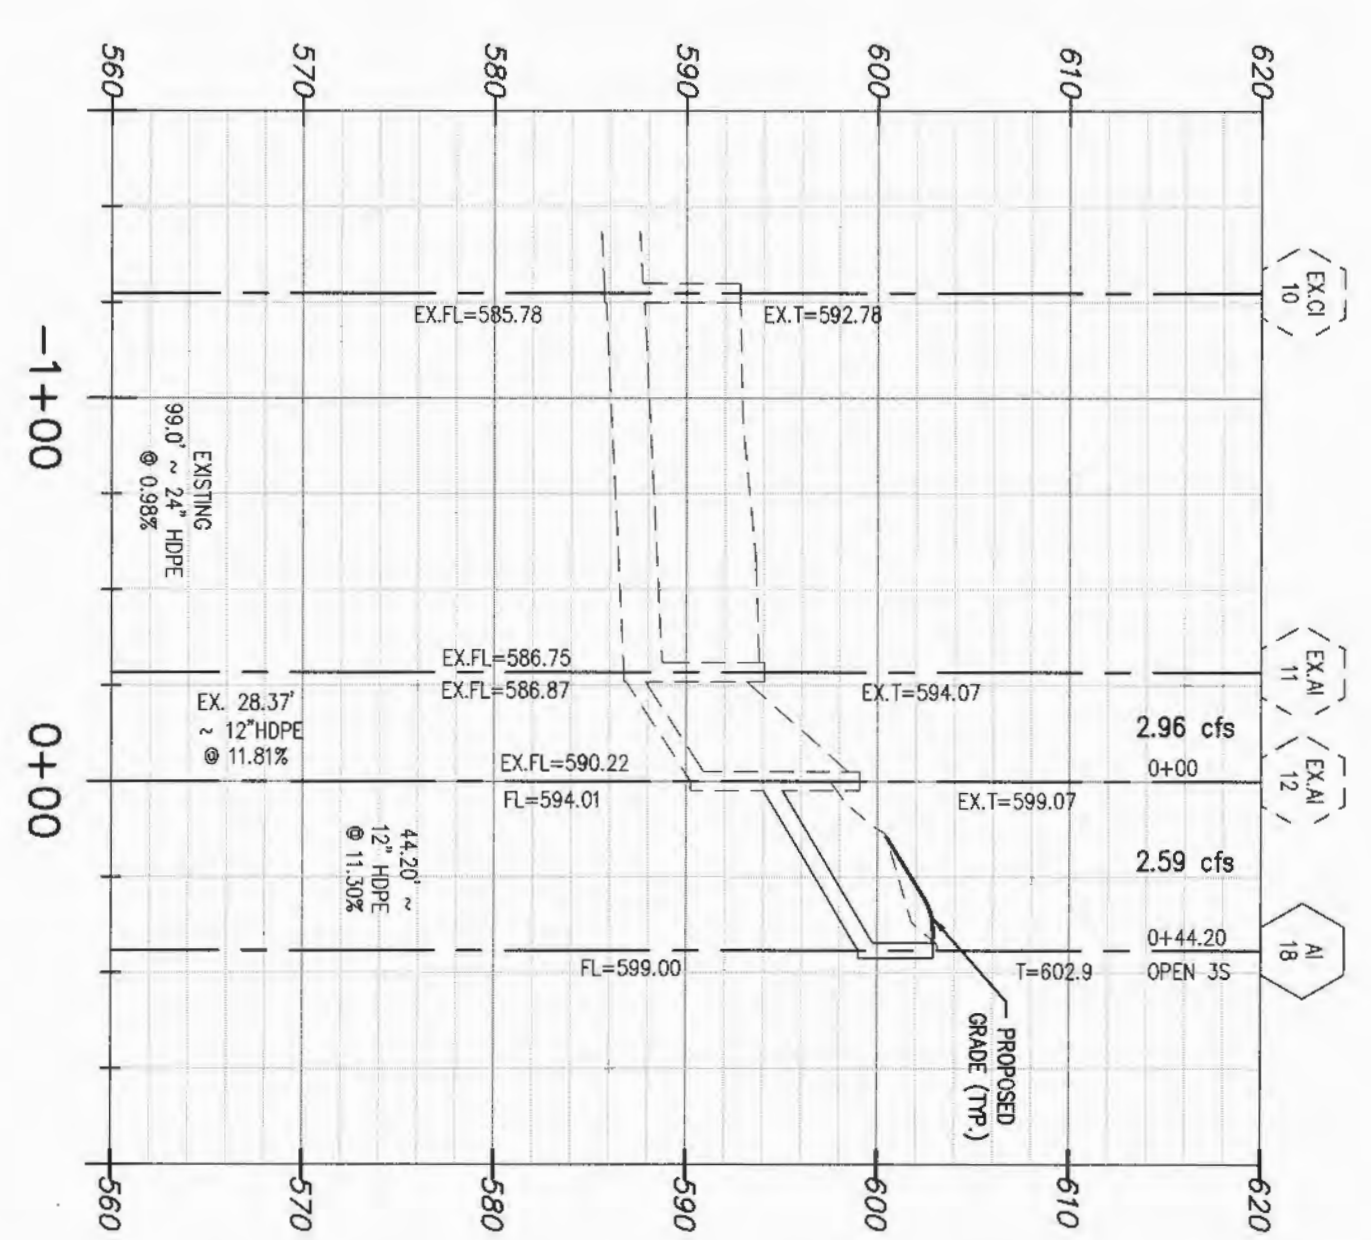 560
570
580
590
600
610
620
EX.CI
10
EX.FL=585.78
EX.T=592.78
-1+00
EXISTING
99.0' ~ 24" HDPE
@ 0.98%
EX.AI
11
EX.FL=586.75
EX.FL=586.87
EX.T=594.07
EX. 28.37'
~ 12"HDPE
@ 11.81%
2.96 cfs
0+00
EX.AI
12
EX.FL=590.22
0+00
FL=594.01
EX.T=599.07
44.20' ~
12" HDPE
@ 11.30%
2.59 cfs
AI
18
0+44.20
FL=599.00
T=602.9
OPEN 3S
PROPOSED
GRADE (TYP.)
560
570
580
590
600
610
620